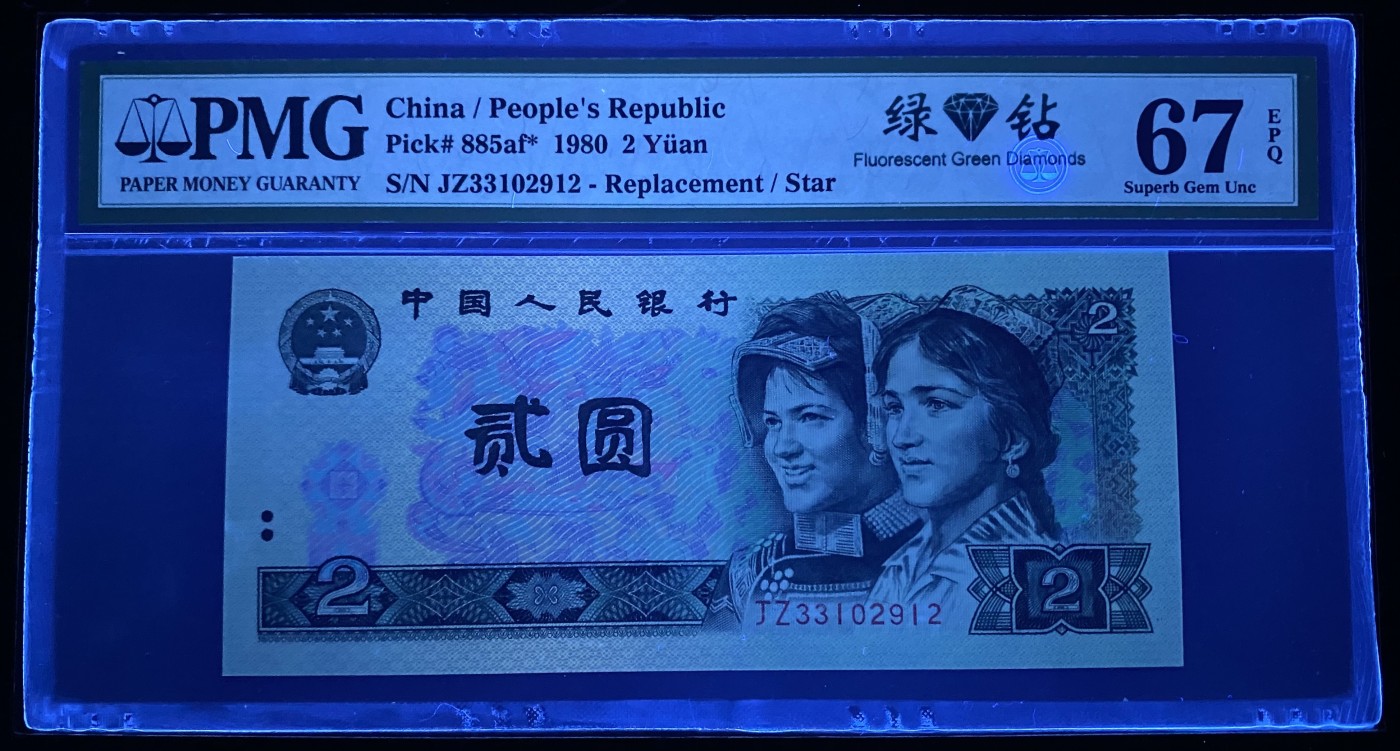 PMG
PAPER MONEY GUARANTY
China / People's Republic
Pick# 885af* 1980 2 Yüan
S/N JZ33102912 - Replacement / Star
绿 钻
Fluorescent Green Diamonds
67
EPQ
Superb Gem Unc
中国人民银行
2
贰圆
2
JZ33102912
2